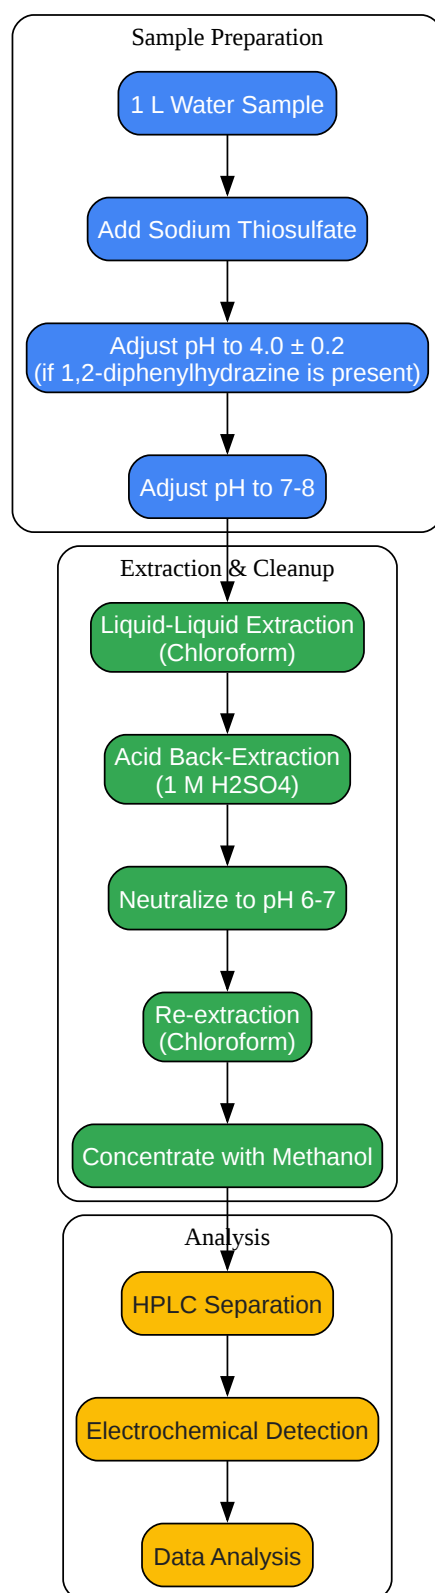 Sample Preparation
1 L Water Sample
Add Sodium Thiosulfate
Adjust pH to 4.0 ± 0.2
(if 1,2-diphenylhydrazine is present)
Adjust pH to 7-8
Extraction & Cleanup
Liquid-Liquid Extraction
(Chloroform)
Acid Back-Extraction
(1 M H2SO4)
Neutralize to pH 6-7
Re-extraction
(Chloroform)
Concentrate with Methanol
Analysis
HPLC Separation
Electrochemical Detection
Data Analysis